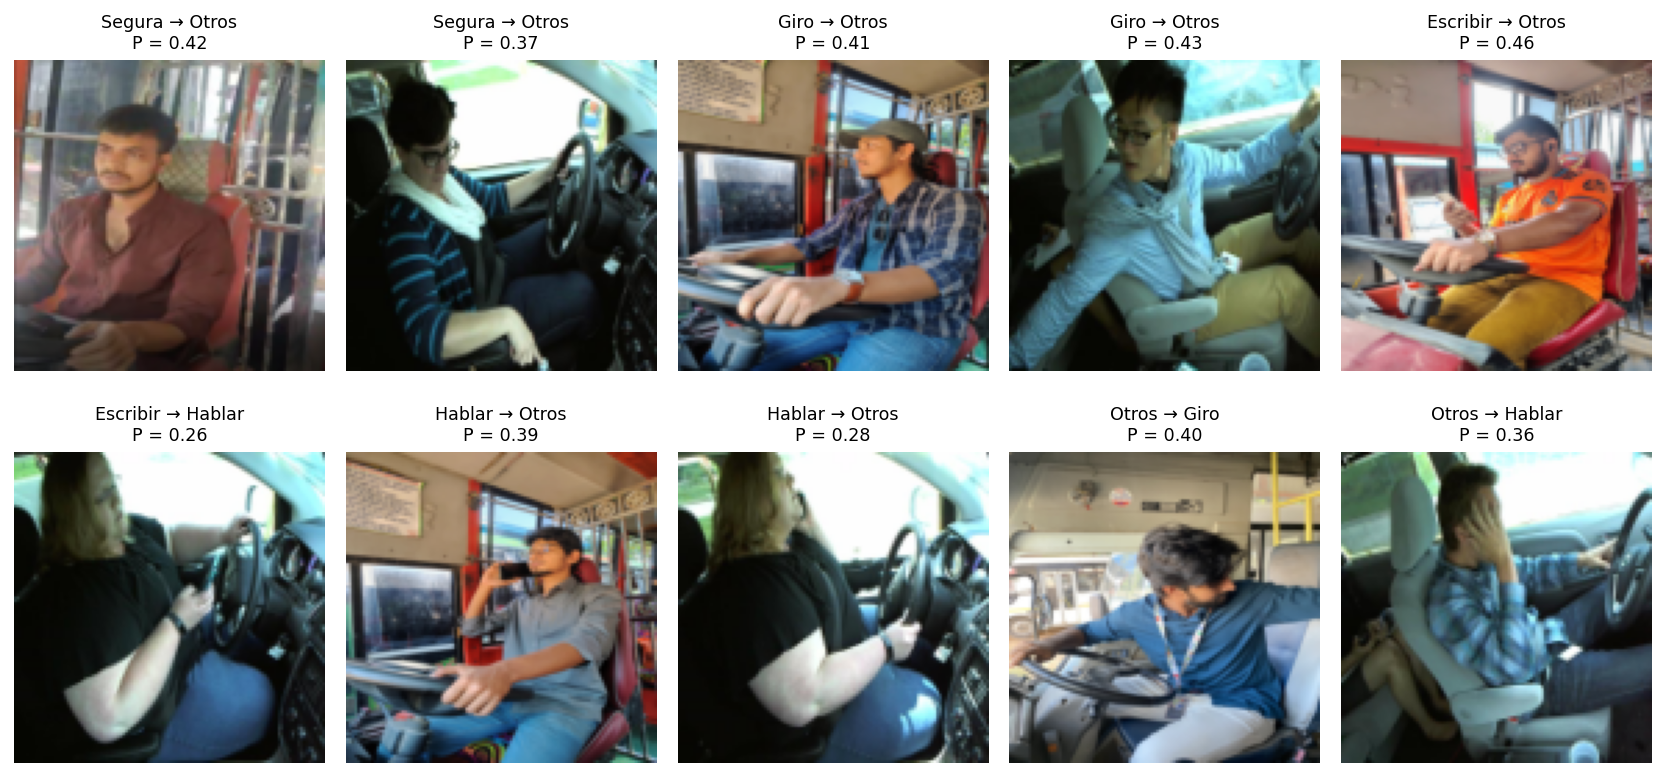 Segura → Otros
P = 0.42
Segura → Otros
P = 0.37
Giro → Otros
P = 0.41
Giro → Otros
P = 0.43
Escribir → Otros
P = 0.46
Escribir → Hablar
P = 0.26
Hablar → Otros
P = 0.39
Hablar → Otros
P = 0.28
Otros → Giro
P = 0.40
Otros → Hablar
P = 0.36